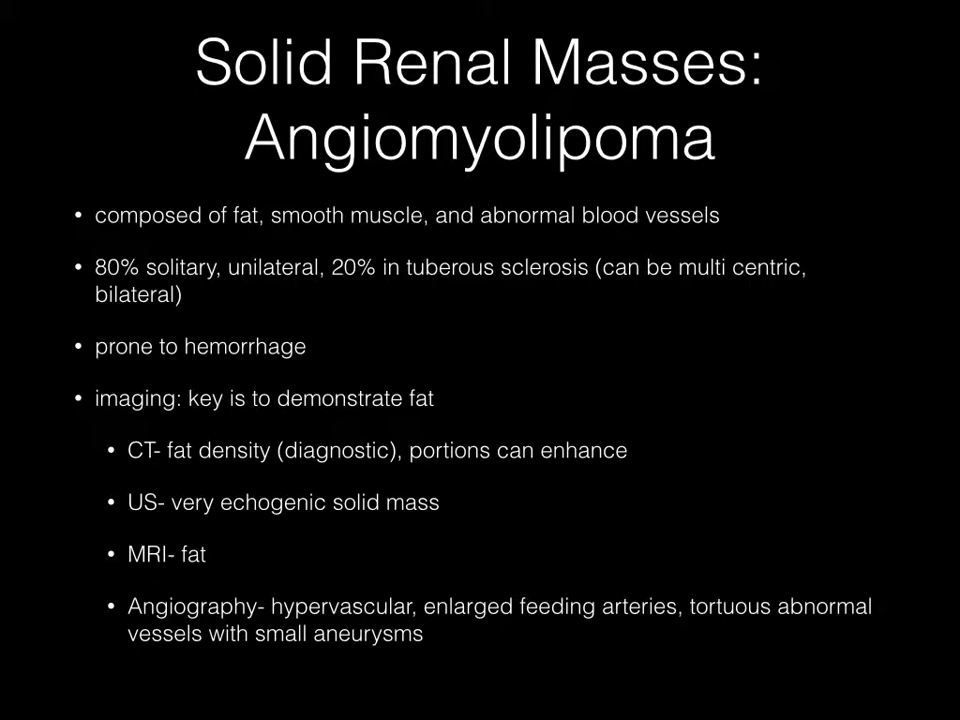 Solid Renal Masses:
Angiomyolipoma
• composed of fat, smooth muscle, and abnormal blood vessels
• 80% solitary, unilateral, 20% in tuberous sclerosis (can be multi centric,
bilateral)
• prone to hemorrhage
• imaging: key is to demonstrate fat
• CT- fat density (diagnostic), portions can enhance
• US- very echogenic solid mass
• MRI- fat
• Angiography- hypervascular, enlarged feeding arteries, tortuous abnormal
vessels with small aneurysms